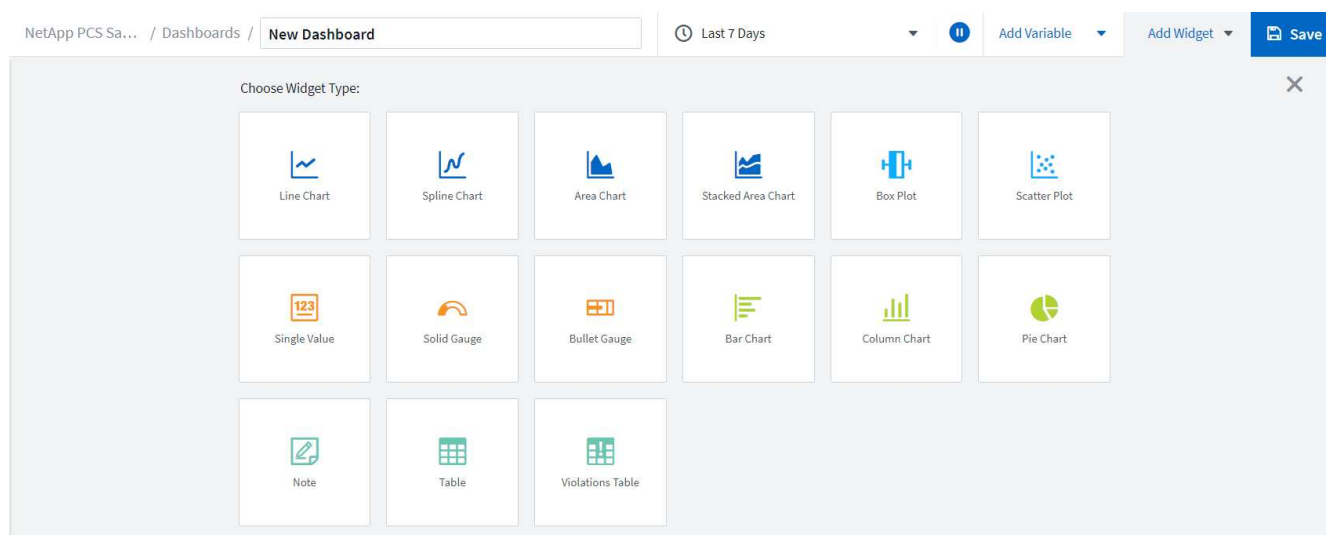 NetApp PCS Sa... / Dashboards / New Dashboard Last 7 Days Add Variable Add Widget Save
Choose Widget Type:
Line Chart Spline Chart Area Chart Stacked Area Chart Box Plot Scatter Plot
123
Single Value Solid Gauge Bullet Gauge Bar Chart Column Chart Pie Chart
Note Table Violations Table